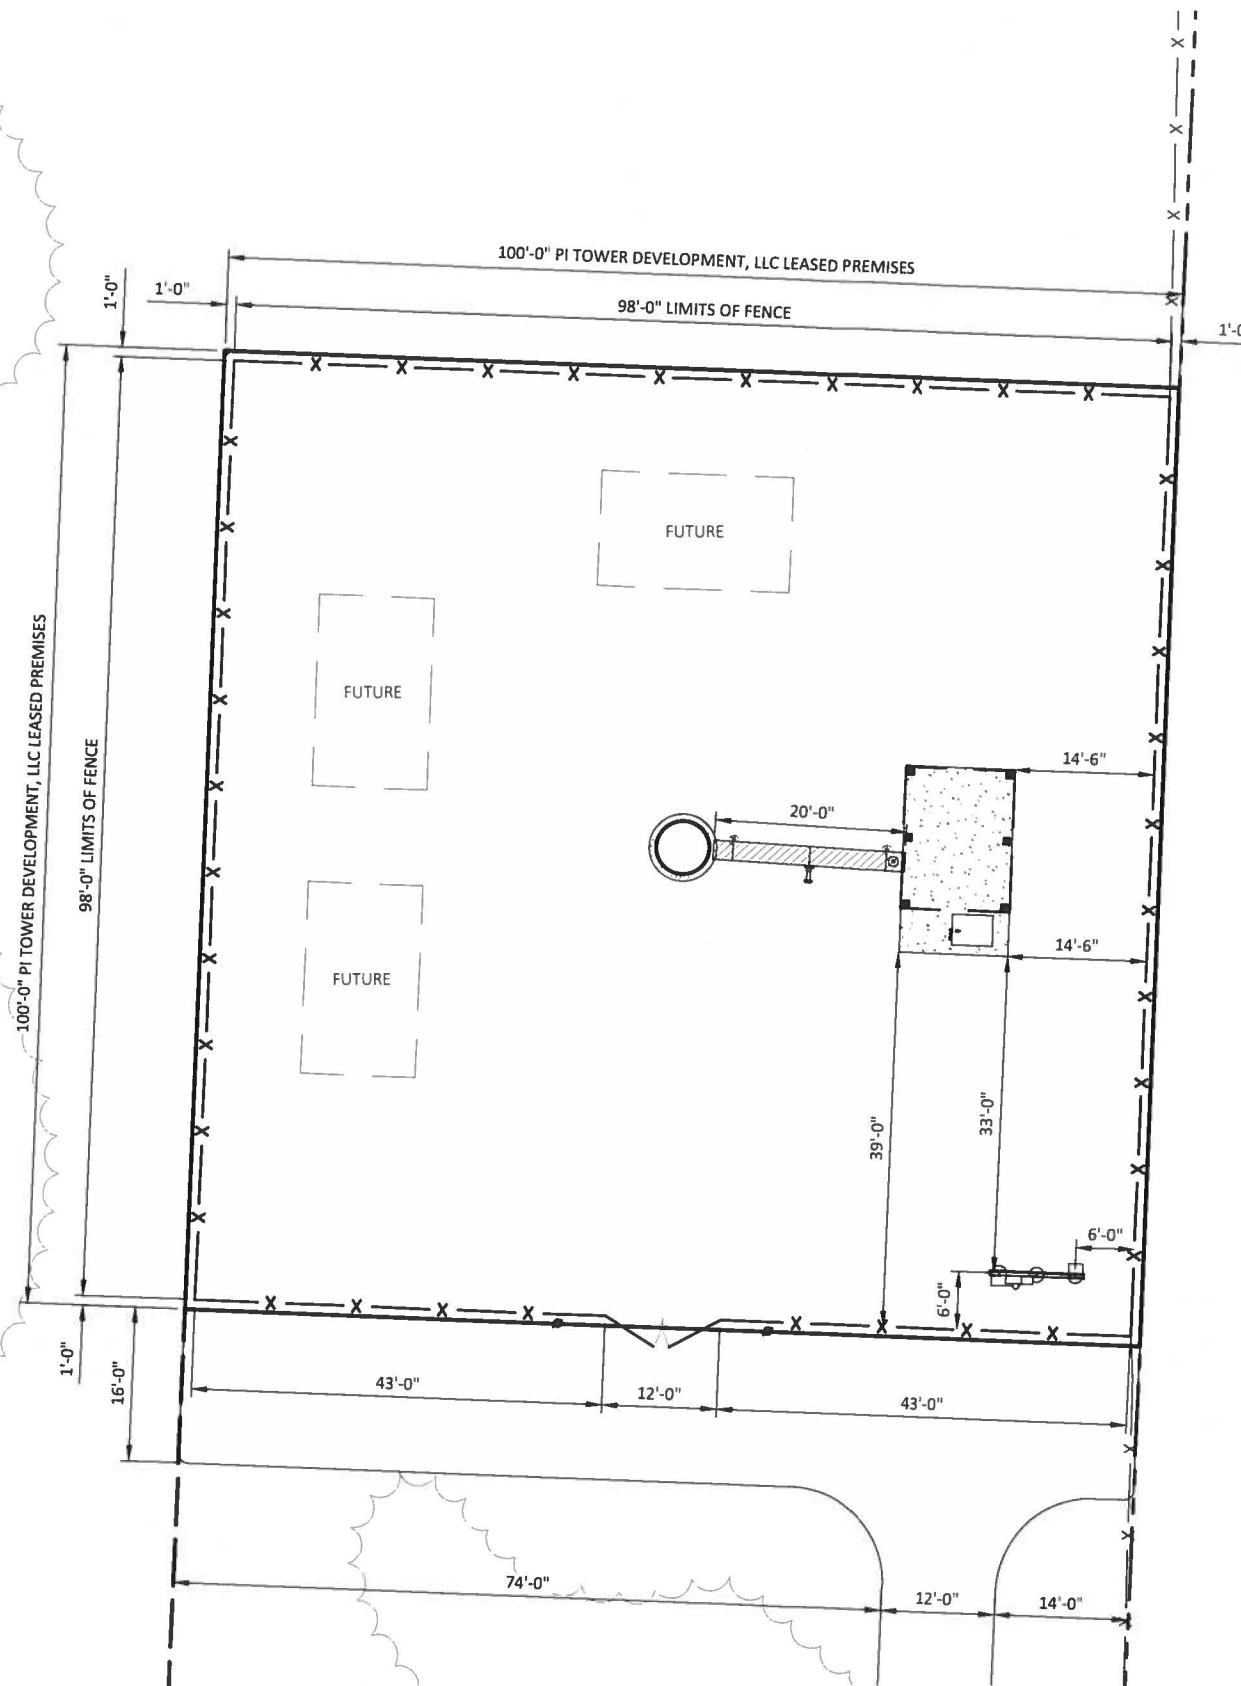 100'-0" PI TOWER DEVELOPMENT, LLC LEASED PREMISES
1'-0"
1'-0"
98'-0" LIMITS OF FENCE
FUTURE
100'-0" PI TOWER DEVELOPMENT, LLC LEASED PREMISES
98'-0" LIMITS OF FENCE
FUTURE
14'-6"
20'-0"
FUTURE
14'-6"
39'-0"
33'-0"
6'-0"
6'-0"
1'-0"
16'-0"
43'-0"
12'-0"
43'-0"
74'-0"
12'-0"
14'-0"